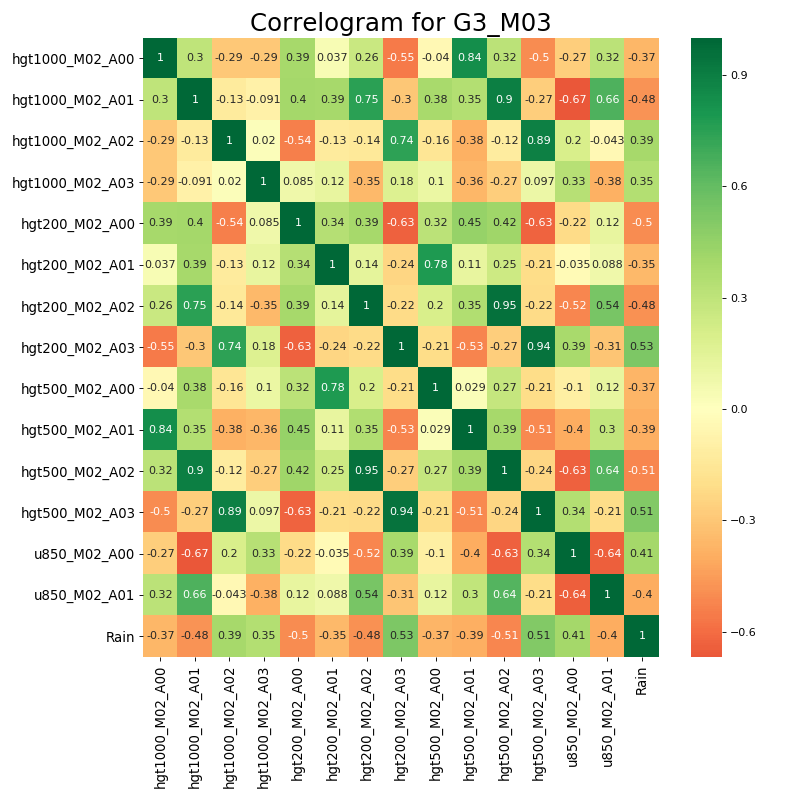 Correlogram for G3_M03
hgt1000_M02_A00 1 0.3 -0.29 -0.29 0.39 0.037 0.26 -0.55 -0.04 0.84 0.32 -0.5 -0.27 0.32 -0.37
hgt1000_M02_A01 0.3 1 -0.13 -0.091 0.4 0.39 0.75 -0.3 0.38 0.35 0.9 -0.27 -0.67 0.66 -0.48
hgt1000_M02_A02 -0.29 -0.13 1 0.02 -0.54 -0.13 -0.14 0.74 -0.16 -0.38 -0.12 0.89 0.2 -0.043 0.39
hgt1000_M02_A03 -0.29 -0.091 0.02 1 0.085 0.12 -0.35 0.18 0.1 -0.36 -0.27 0.097 0.33 -0.38 0.35
hgt200_M02_A00 0.39 0.4 -0.54 0.085 1 0.34 0.39 -0.63 0.32 0.45 0.42 -0.63 -0.22 0.12 -0.5
hgt200_M02_A01 0.037 0.39 -0.13 0.12 0.34 1 0.14 -0.24 0.78 0.11 0.25 -0.21 -0.035 0.088 -0.35
hgt200_M02_A02 0.26 0.75 -0.14 -0.35 0.39 0.14 1 -0.22 0.2 0.35 0.95 -0.22 -0.52 0.54 -0.48
hgt200_M02_A03 -0.55 -0.3 0.74 0.18 -0.63 -0.24 -0.22 1 -0.21 -0.53 -0.27 0.94 0.39 -0.31 0.53
hgt500_M02_A00 -0.04 0.38 -0.16 0.1 0.32 0.78 0.2 -0.21 1 0.029 0.27 -0.21 -0.1 0.12 -0.37
hgt500_M02_A01 0.84 0.35 -0.38 -0.36 0.45 0.11 0.35 -0.53 0.029 1 0.39 -0.51 -0.4 0.3 -0.39
hgt500_M02_A02 0.32 0.9 -0.12 -0.27 0.42 0.25 0.95 -0.27 0.27 0.39 1 -0.24 -0.63 0.64 -0.51
hgt500_M02_A03 -0.5 -0.27 0.89 0.097 -0.63 -0.21 -0.22 0.94 -0.21 -0.51 -0.24 1 0.34 -0.21 0.51
u850_M02_A00 -0.27 -0.67 0.2 0.33 -0.22 -0.035 -0.52 0.39 -0.1 -0.4 -0.63 0.34 1 -0.64 0.41
u850_M02_A01 0.32 0.66 -0.043 -0.38 0.12 0.088 0.54 -0.31 0.12 0.3 0.64 -0.21 -0.64 1 -0.4
Rain -0.37 -0.48 0.39 0.35 -0.5 -0.35 -0.48 0.53 -0.37 -0.39 -0.51 0.51 0.41 -0.4 1
hgt1000_M02_A00
hgt1000_M02_A01
hgt1000_M02_A02
hgt1000_M02_A03
hgt200_M02_A00
hgt200_M02_A01
hgt200_M02_A02
hgt200_M02_A03
hgt500_M02_A00
hgt500_M02_A01
hgt500_M02_A02
hgt500_M02_A03
u850_M02_A00
u850_M02_A01
Rain
0.9
0.6
0.3
0.0
−0.3
−0.6